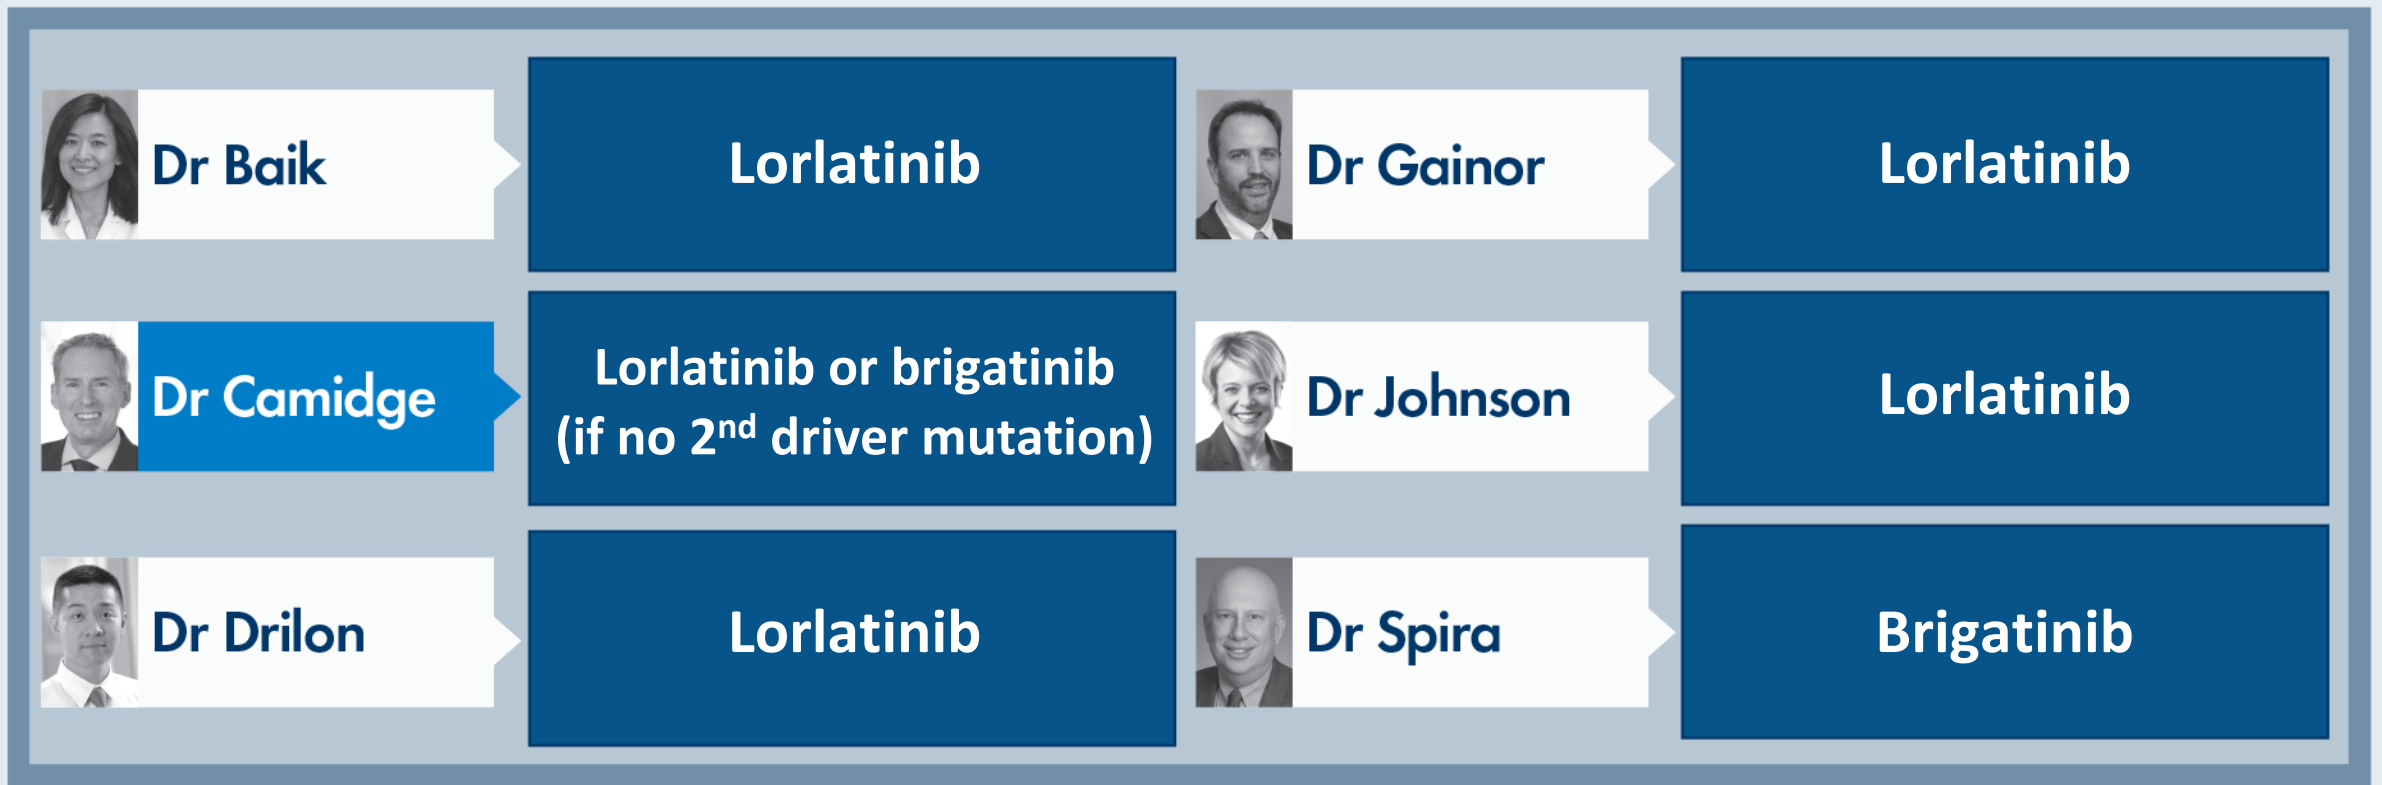 Dr Baik
Lorlatinib
Dr Gainor
Lorlatinib
Dr Camidge
Lorlatinib or brigatinib
(if no 2nd driver mutation)
Dr Johnson
Lorlatinib
Dr Drilon
Lorlatinib
Dr Spira
Brigatinib